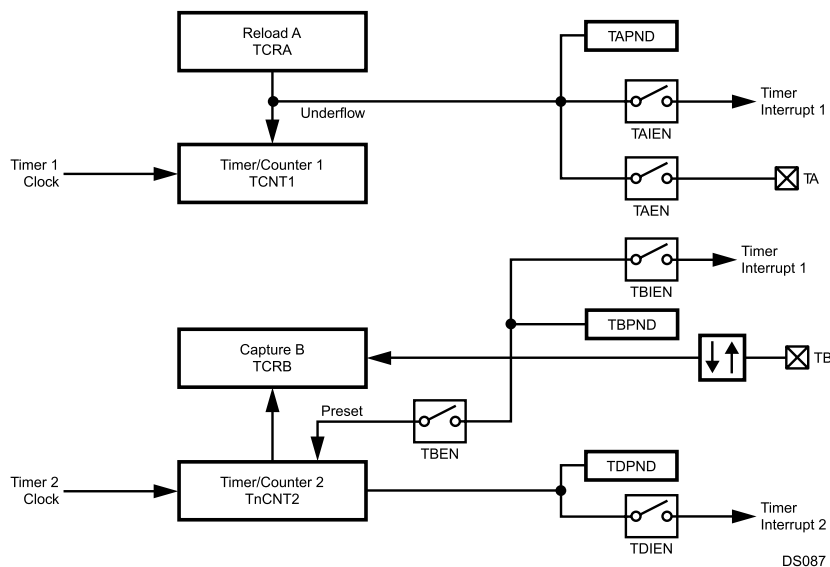 Reload A
TCRA
TAPND
Underflow
Timer
Interrupt 1
TAIEN
Timer 1
Clock
Timer/Counter 1
TCNT1
TA
TAEN
Timer
Interrupt 1
TBIEN
TBPND
Capture B
TCRB
TB
Preset
TBEN
TDPND
Timer 2
Clock
Timer/Counter 2
TnCNT2
Timer
Interrupt 2
TDIEN
DS087